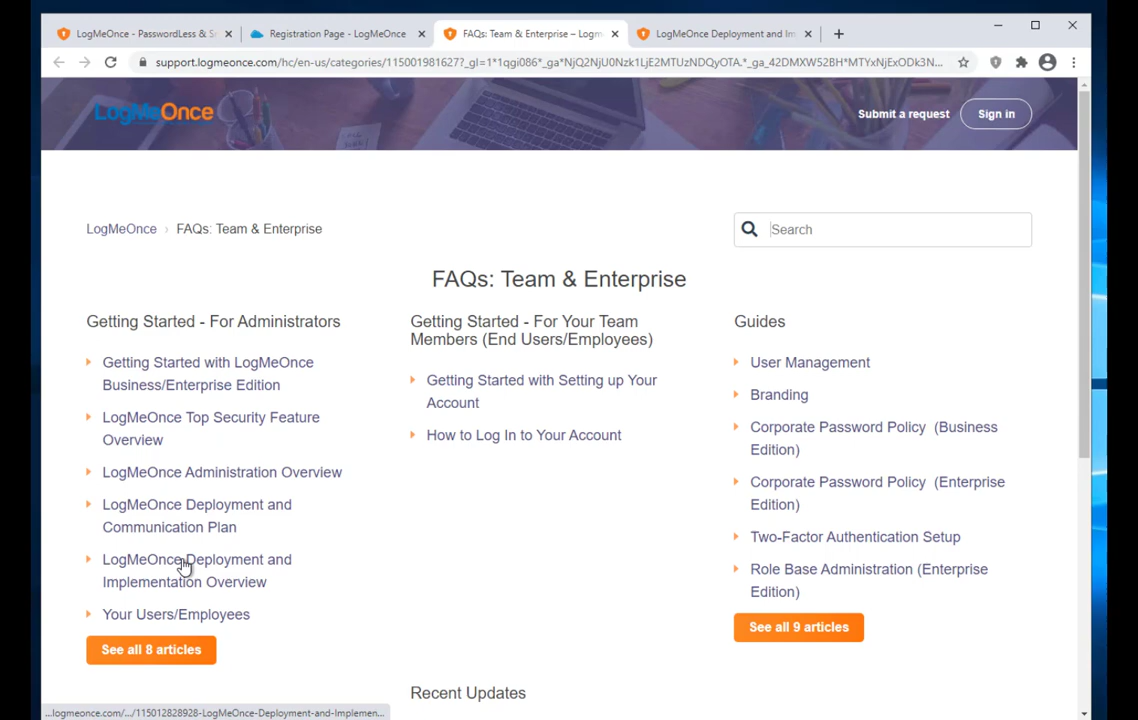 LogMeOnce - PasswordLess & S
Registration Page - LogMeOnce
FAQs: Team & Enterprise – Logm
LogMeOnce Deployment and Im
support.logmeonce.com/hc/en-us/categories/115001981627?_gl=1*1qgi086*_ga*NjQ2NjU0Nzk1LjE2MTUzNDQyOTA.*_ga_42DMXW52BH*MTYxNjExODk3N...
LogMeOnce
Submit a request
Sign in
LogMeOnce › FAQs: Team & Enterprise
Search
FAQs: Team & Enterprise
Getting Started - For Administrators
Getting Started with LogMeOnce
Business/Enterprise Edition
LogMeOnce Top Security Feature
Overview
LogMeOnce Administration Overview
LogMeOnce Deployment and
Communication Plan
LogMeOnce Deployment and
Implementation Overview
Your Users/Employees
See all 8 articles
Getting Started - For Your Team
Members (End Users/Employees)
Getting Started with Setting up Your
Account
How to Log In to Your Account
Guides
User Management
Branding
Corporate Password Policy (Business
Edition)
Corporate Password Policy (Enterprise
Edition)
Two-Factor Authentication Setup
Role Base Administration (Enterprise
Edition)
See all 9 articles
Recent Updates
...logmeonce.com/.../115012828928-LogMeOnce-Deployment-and-Implemen...